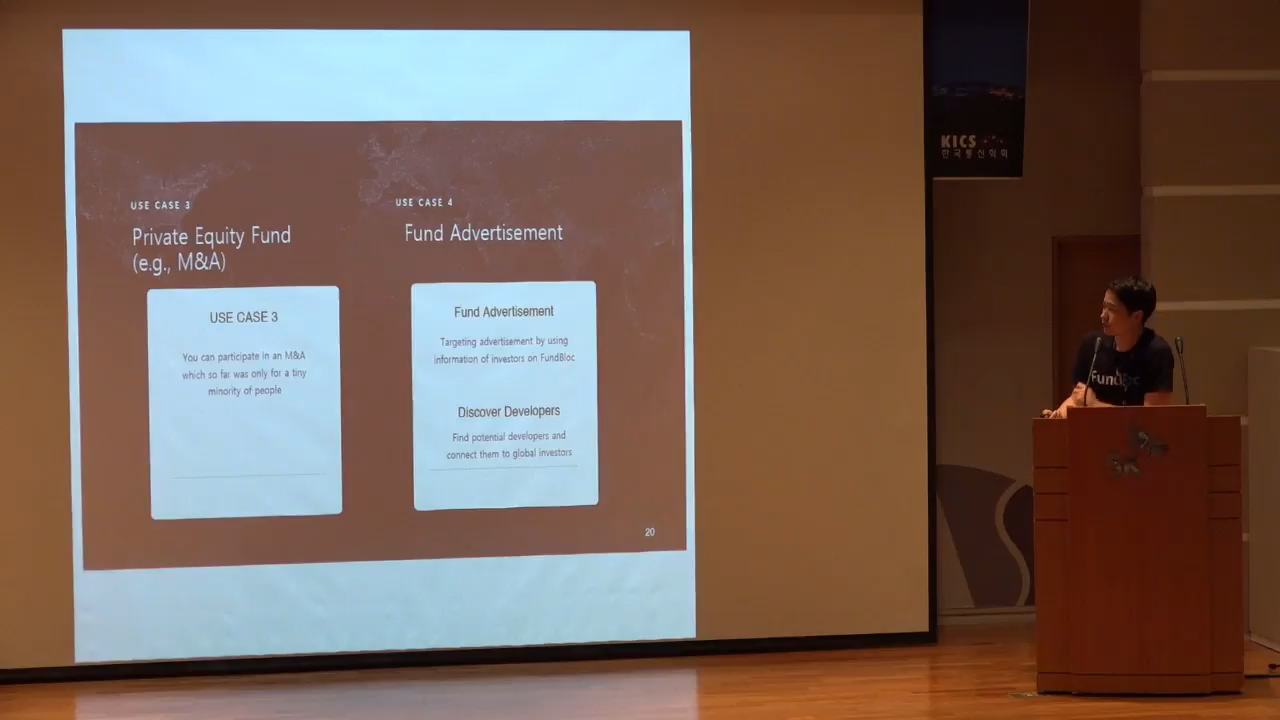 USE CASE 3
Private Equity Fund
(e.g., M&A)
USE CASE 3
You can participate in an M&A
which so far was only for a tiny
minority of people
USE CASE 4
Fund Advertisement
Fund Advertisement
Targeting advertisement by using
information of investors on FundBloc
Discover Developers
Find potential developers and
connect them to global investors
20
KICS
한국통신학회
FundBloc
SK